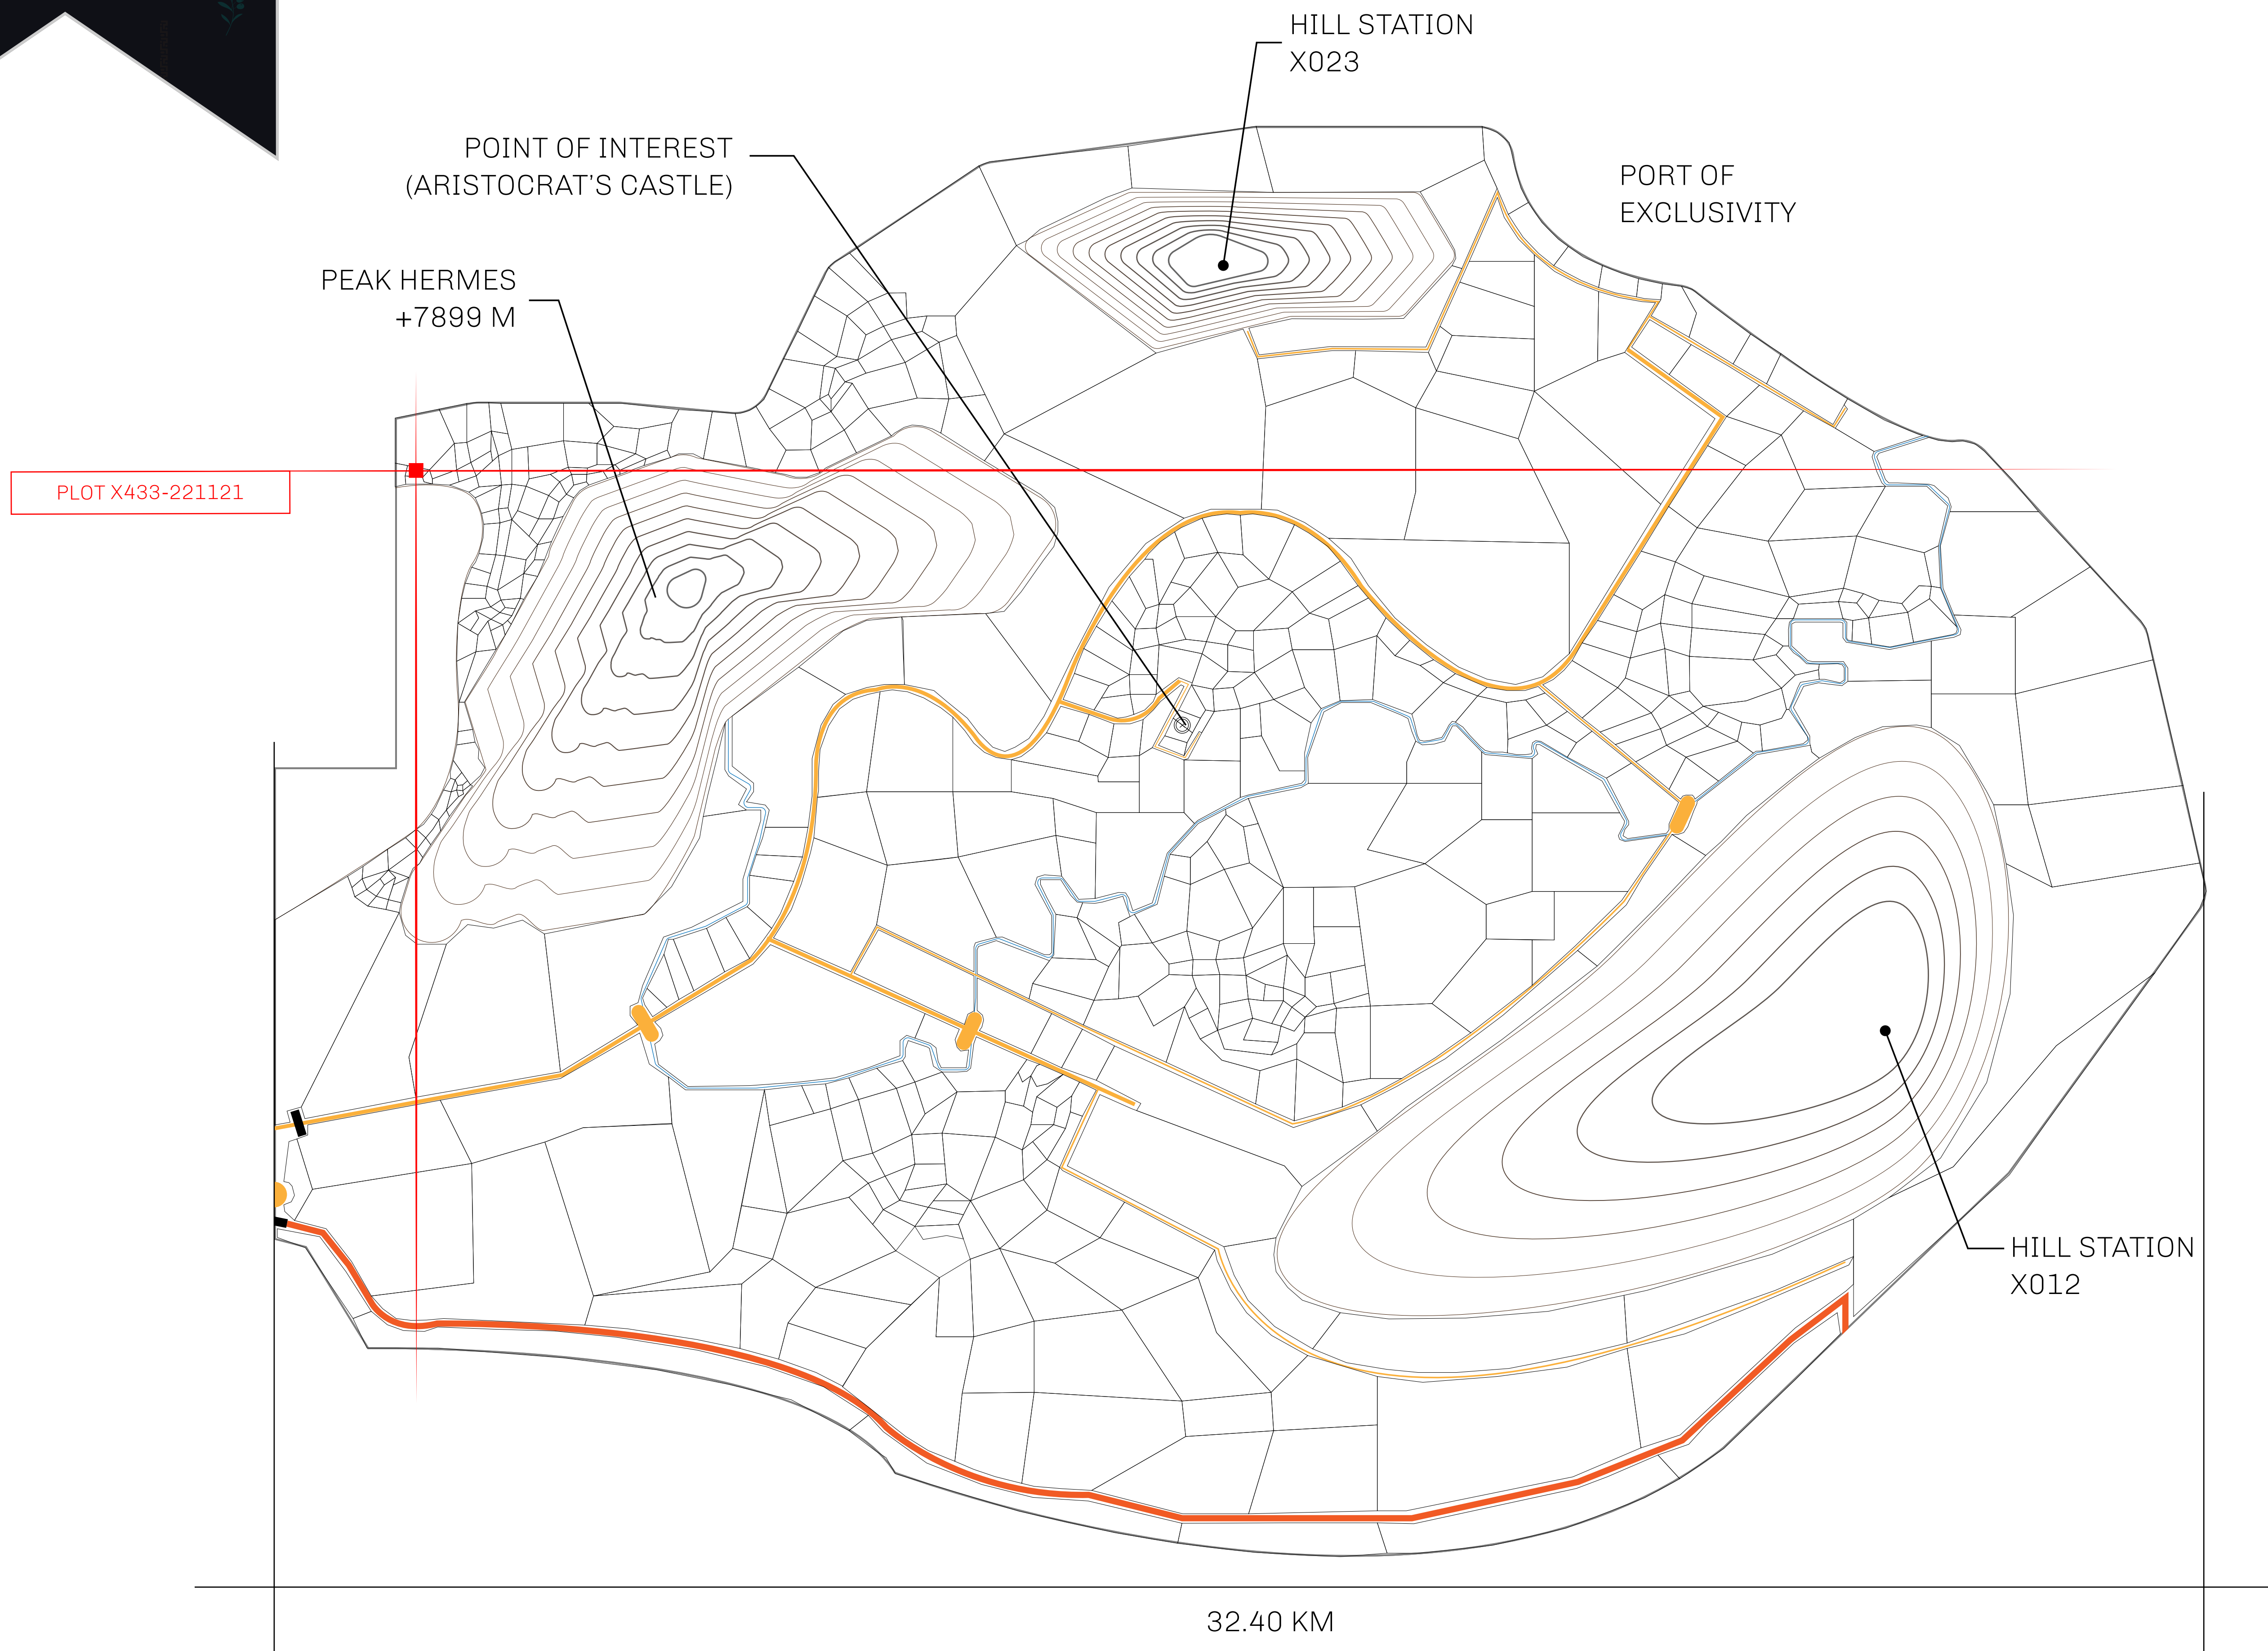 HILL STATION
X023
POINT OF INTEREST
(ARISTOCRAT'S CASTLE)
PORT OF
EXCLUSIVITY
PEAK HERMES
+7899 M
PLOT X433-221121
HILL STATION
X012
32.40 KM